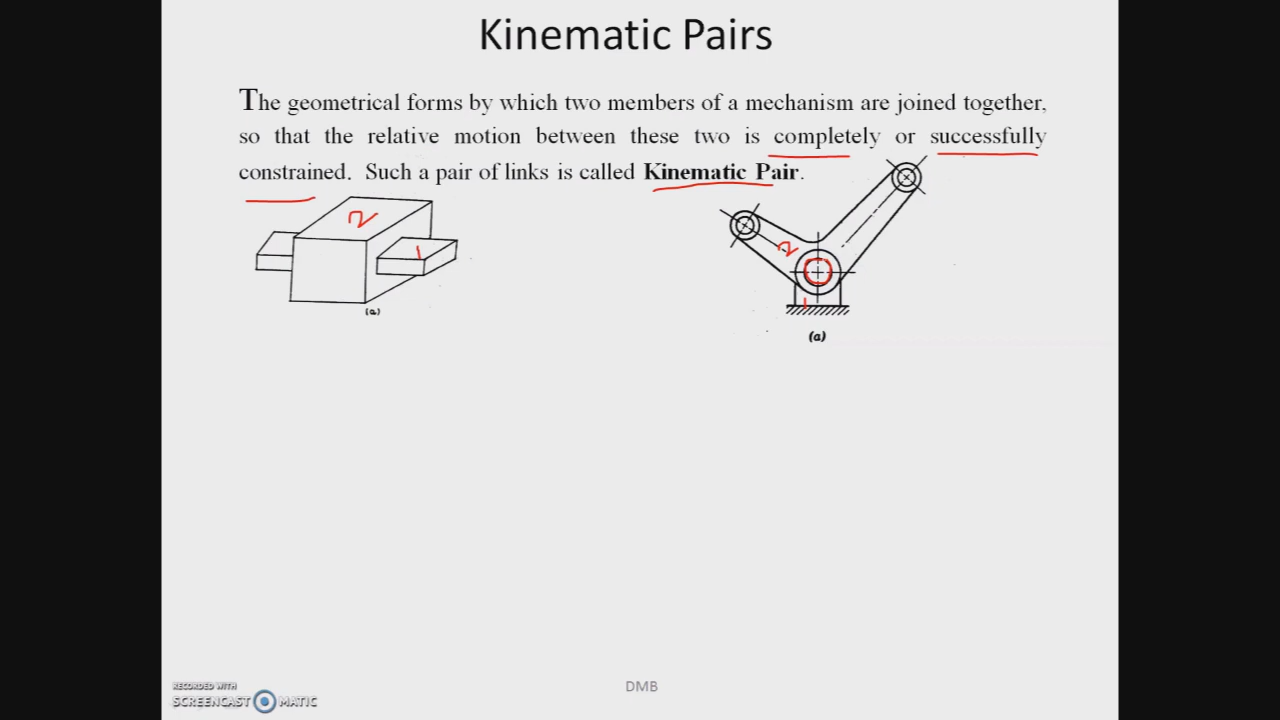 Kinematic Pairs
The geometrical forms by which two members of a mechanism are joined together,
so that the relative motion between these two is completely or successfully
constrained. Such a pair of links is called Kinematic Pair.
2
1
(a)
2
1
(a)
RECORDED WITH
SCREENCAST MATIC
DMB